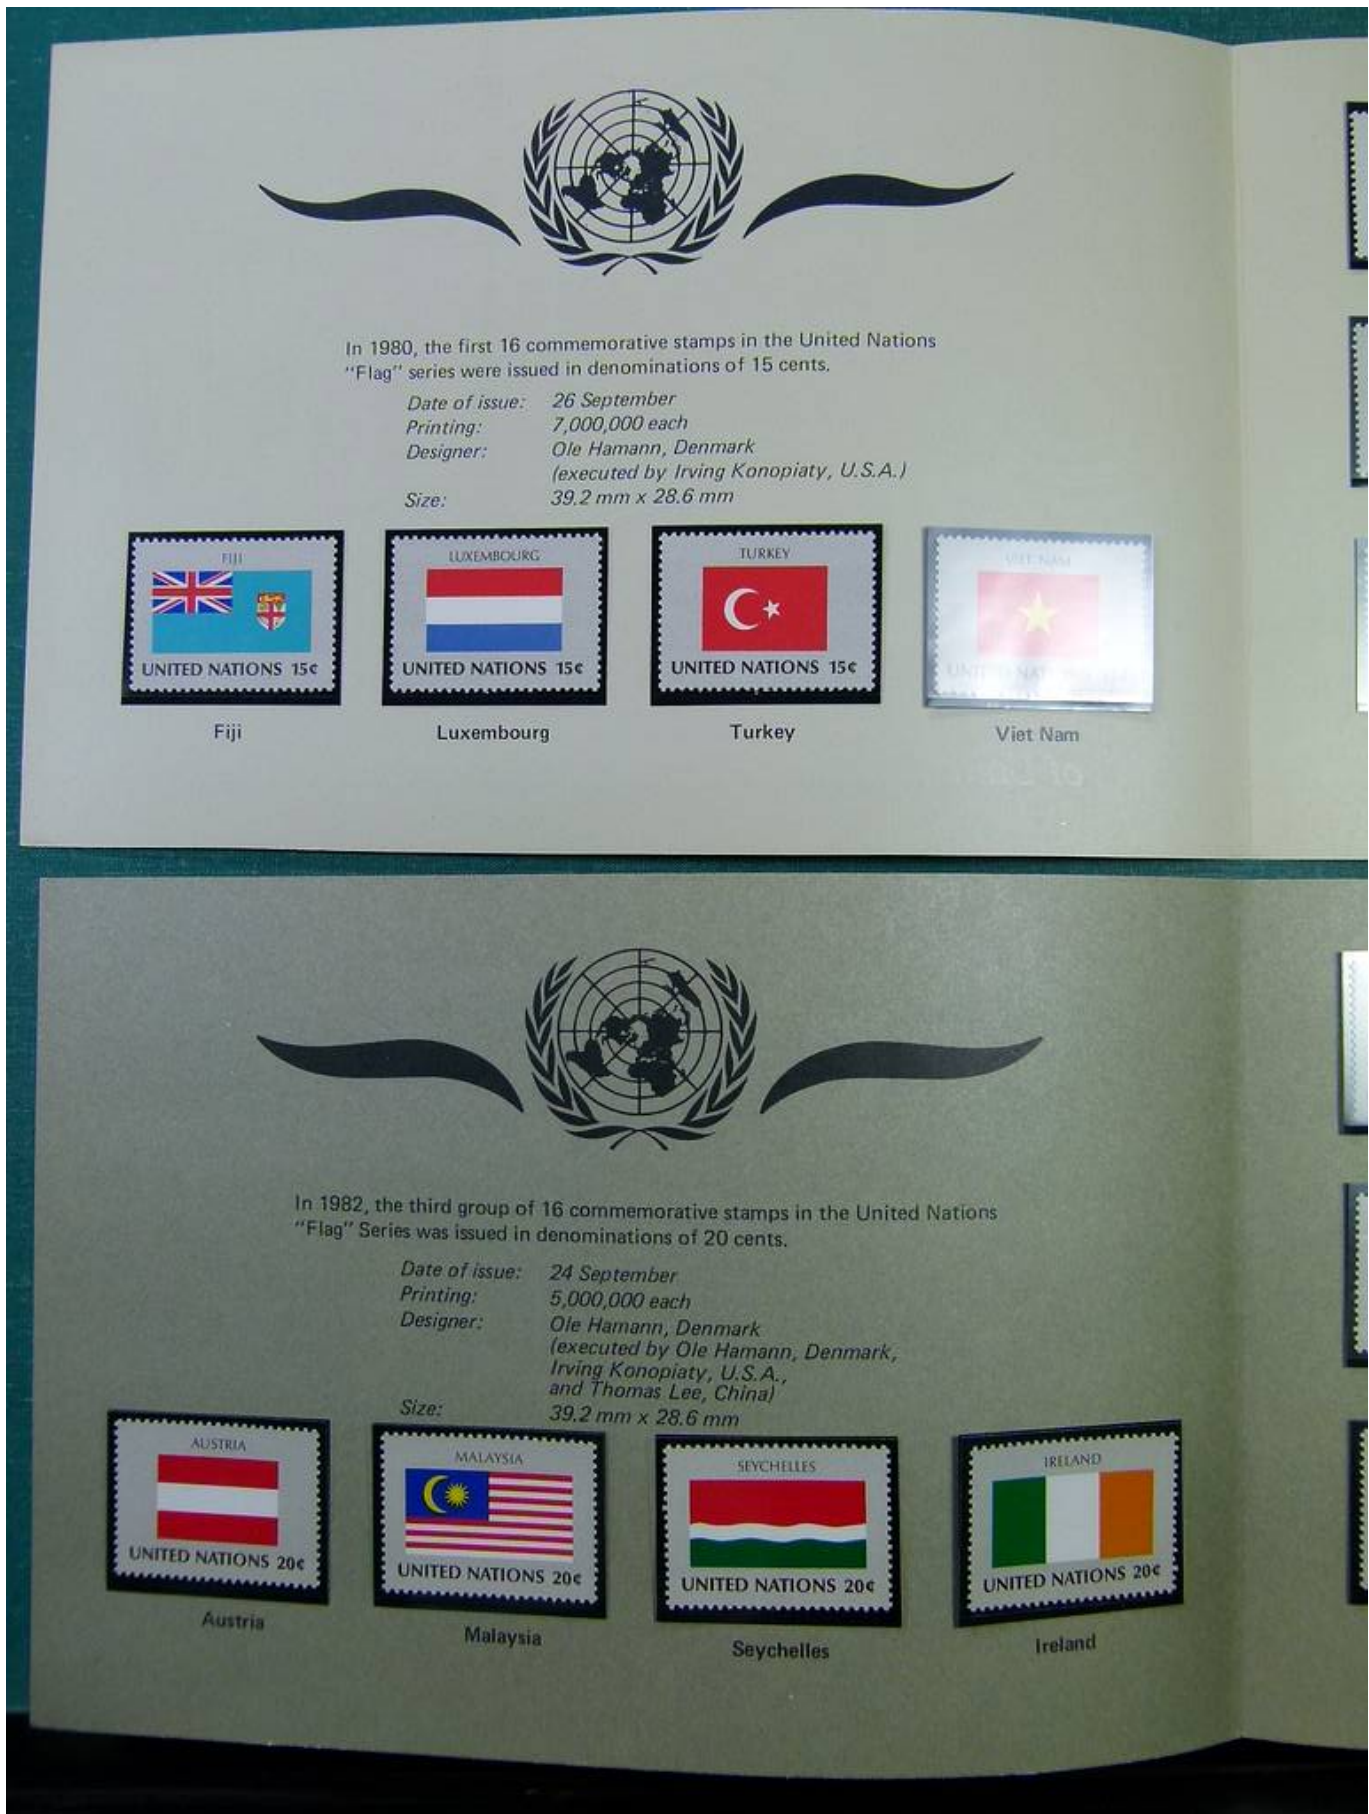 In 1980, the first 16 commemorative stamps in the United Nations
"Flag" series were issued in denominations of 15 cents.
Date of issue: 26 September
Printing: 7,000,000 each
Designer: Ole Hamann, Denmark
(executed by Irving Konopiaty, U.S.A.)
Size: 39.2 mm x 28.6 mm
FIJI
UNITED NATIONS 15¢
Fiji
LUXEMBOURG
UNITED NATIONS 15¢
Luxembourg
TURKEY
UNITED NATIONS 15¢
Turkey
VIET NAM
UNITED NAT
Viet Nam
In 1982, the third group of 16 commemorative stamps in the United Nations
"Flag" Series was issued in denominations of 20 cents.
Date of issue: 24 September
Printing: 5,000,000 each
Designer: Ole Hamann, Denmark
(executed by Ole Hamann, Denmark,
Irving Konopiaty, U.S.A.,
and Thomas Lee, China)
Size: 39.2 mm x 28.6 mm
AUSTRIA
UNITED NATIONS 20¢
Austria
MALAYSIA
UNITED NATIONS 20¢
Malaysia
SEYCHELLES
UNITED NATIONS 20¢
Seychelles
IRELAND
UNITED NATIONS 20¢
Ireland